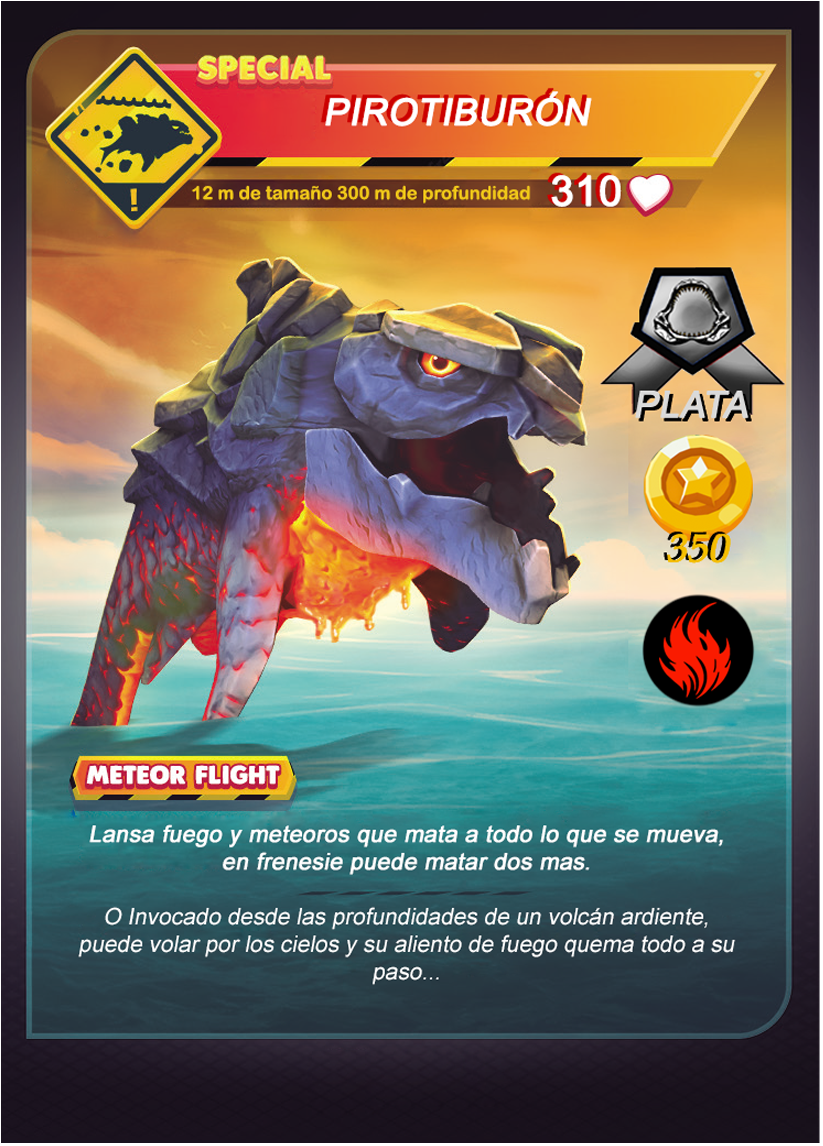 SPECIAL
PIROTIBURÓN
!
12 m de tamaño 300 m de profundidad 310
PLATA
350
METEOR FLIGHT
Lansa fuego y meteoros que mata a todo lo que se mueva,
en frenesie puede matar dos mas.
O Invocado desde las profundidades de un volcán ardiente,
puede volar por los cielos y su aliento de fuego quema todo a su
paso...